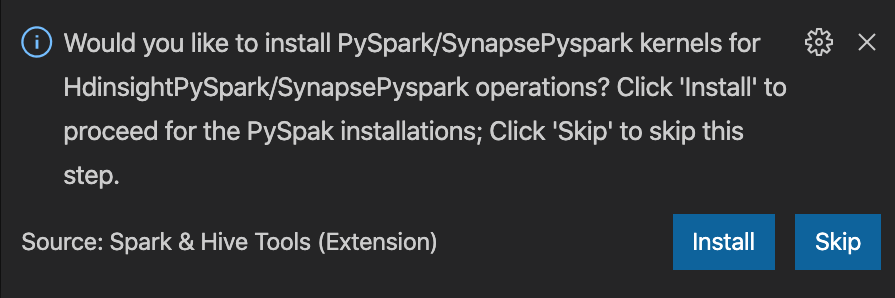 Would you like to install PySpark/SynapsePyspark kernels for
HdinsightPySpark/SynapsePyspark operations? Click 'Install' to
proceed for the PySpak installations; Click 'Skip' to skip this
step.
Source: Spark & Hive Tools (Extension)
Install
Skip